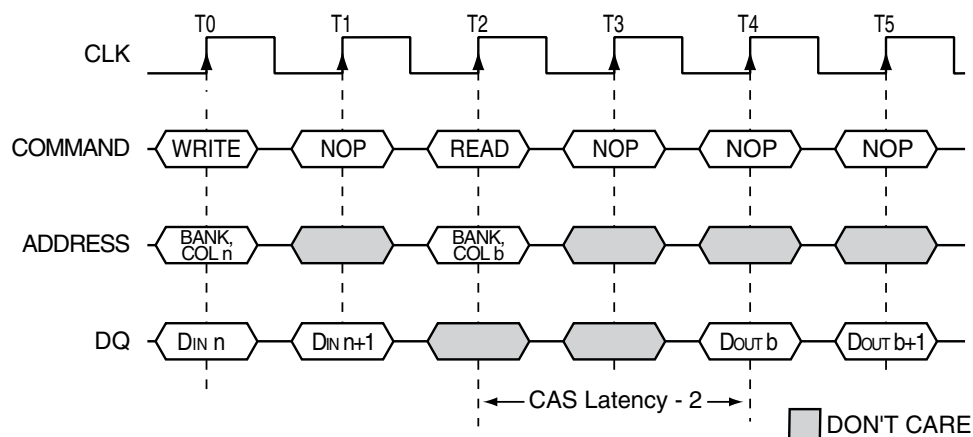 T0 T1 T2 T3 T4 T5
CLK
COMMAND WRITE NOP READ NOP NOP NOP
ADDRESS BANK, COL n BANK, COL b
DQ DIN n DIN n+1 DOUT b DOUT b+1
CAS Latency - 2
DON'T CARE